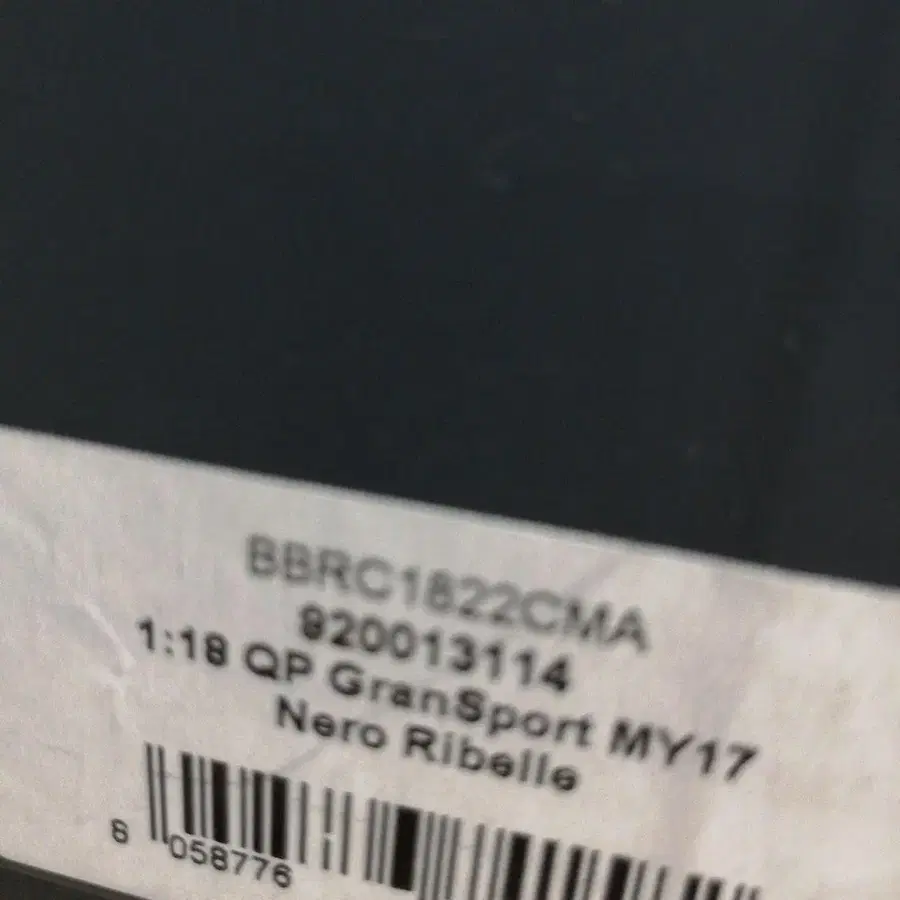 BBRC1822CMA
920013114
1:18 QP GranSport MY17
Nero Ribelle
8 058776